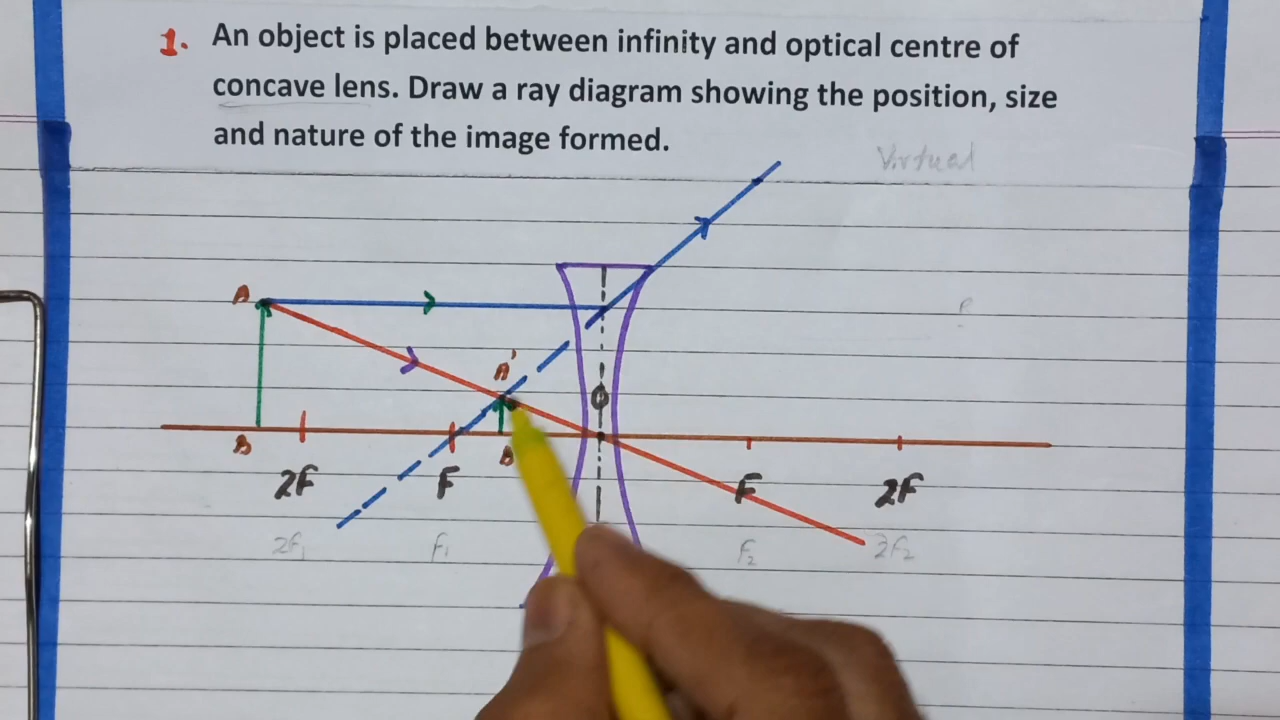 1. An object is placed between infinity and optical centre of
concave lens. Draw a ray diagram showing the position, size
and nature of the image formed.
Virtual
A
A'
O
B
B
2F
F
F
2F
2F₁
F₁
F₂
2F₂